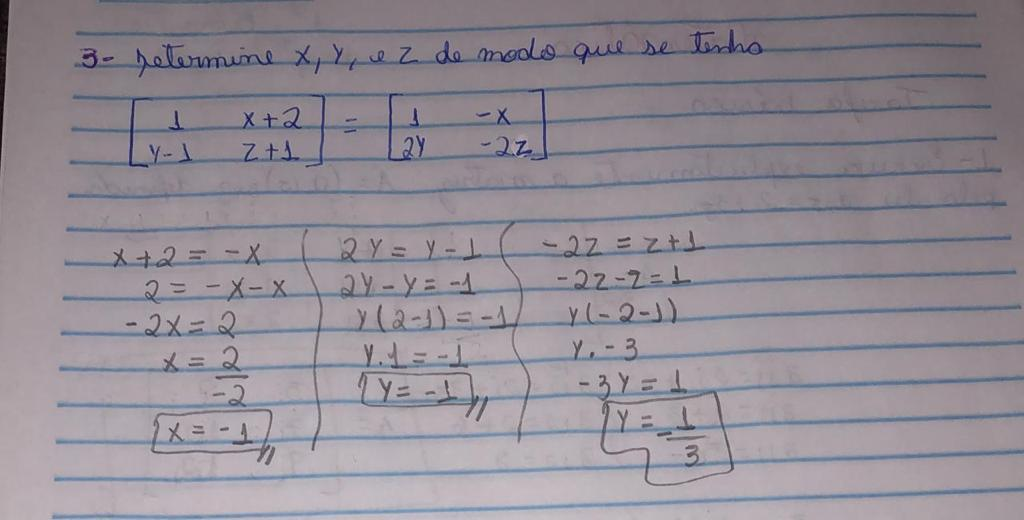 3- Determine X, Y, e Z de modo que se tenha
1 X+2 = 1 -X
Y-1 Z+1 2Y -2Z
X+2 = -X
2 = -X-X
-2X = 2
X = 2/-2
X = -1
2Y = Y-1
2Y-Y = -1
Y(2-1) = -1
Y.1 = -1
Y = -1
-2Z = Z+1
-2Z-Z = 1
Y(-2-1)
Y.-3
-3Y = 1
Y = -1/3